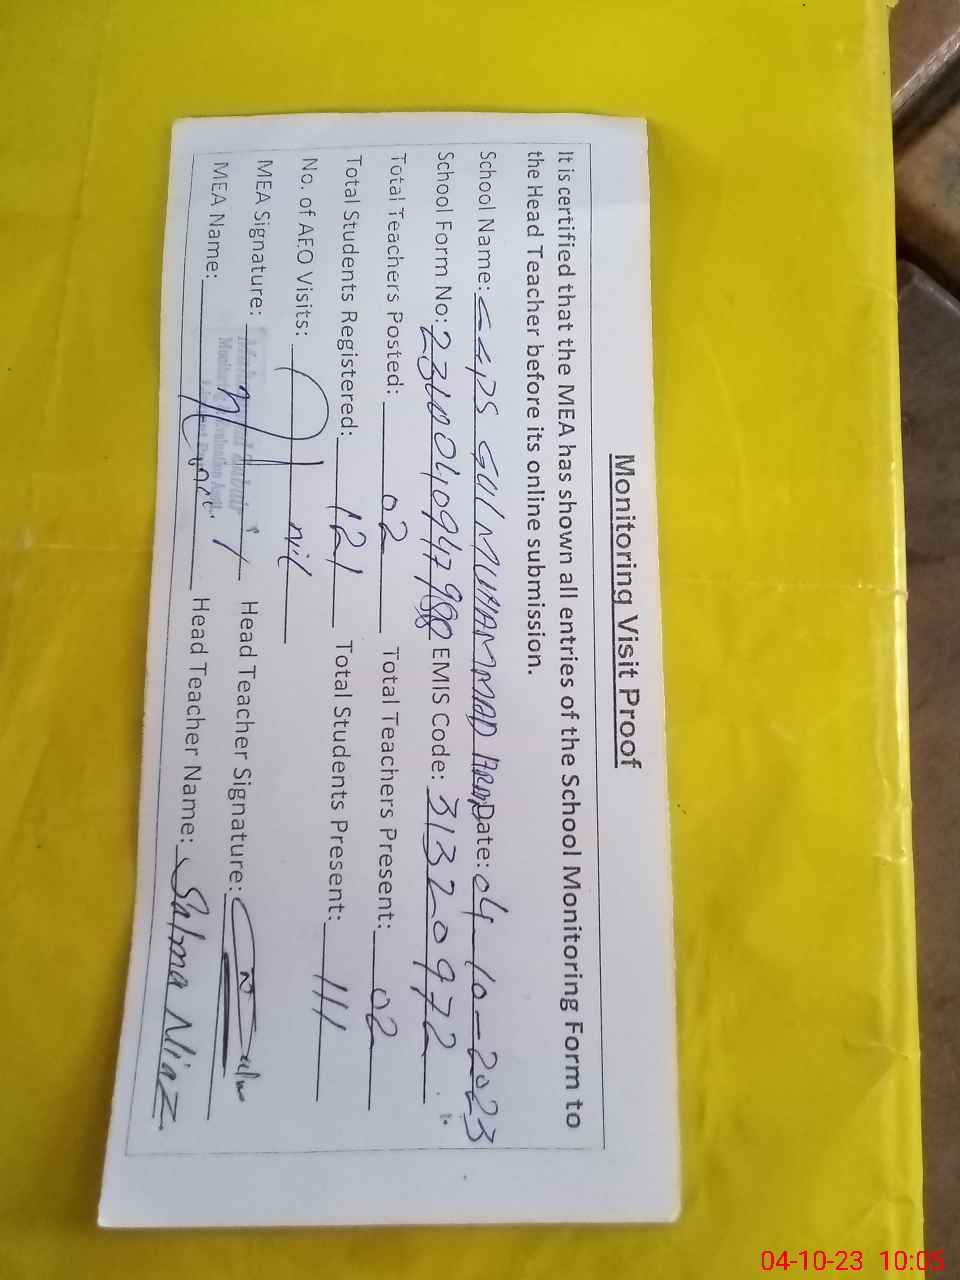 Monitoring Visit Proof
It is certified that the MEA has shown all entries of the School Monitoring Form to
the Head Teacher before its online submission.
School Name: GGPS GUL MUHAMMAD Date: 04-10-2023
School Form No: EMIS Code: 31320972
Total Teachers Posted: 02 Total Teachers Present: 02
Total Students Registered: 121 Total Students Present: 111
No. of AEO Visits: nil
MEA Signature: Head Teacher Signature:
MEA Name: Head Teacher Name: Salma Niaz
04-10-23 10:05